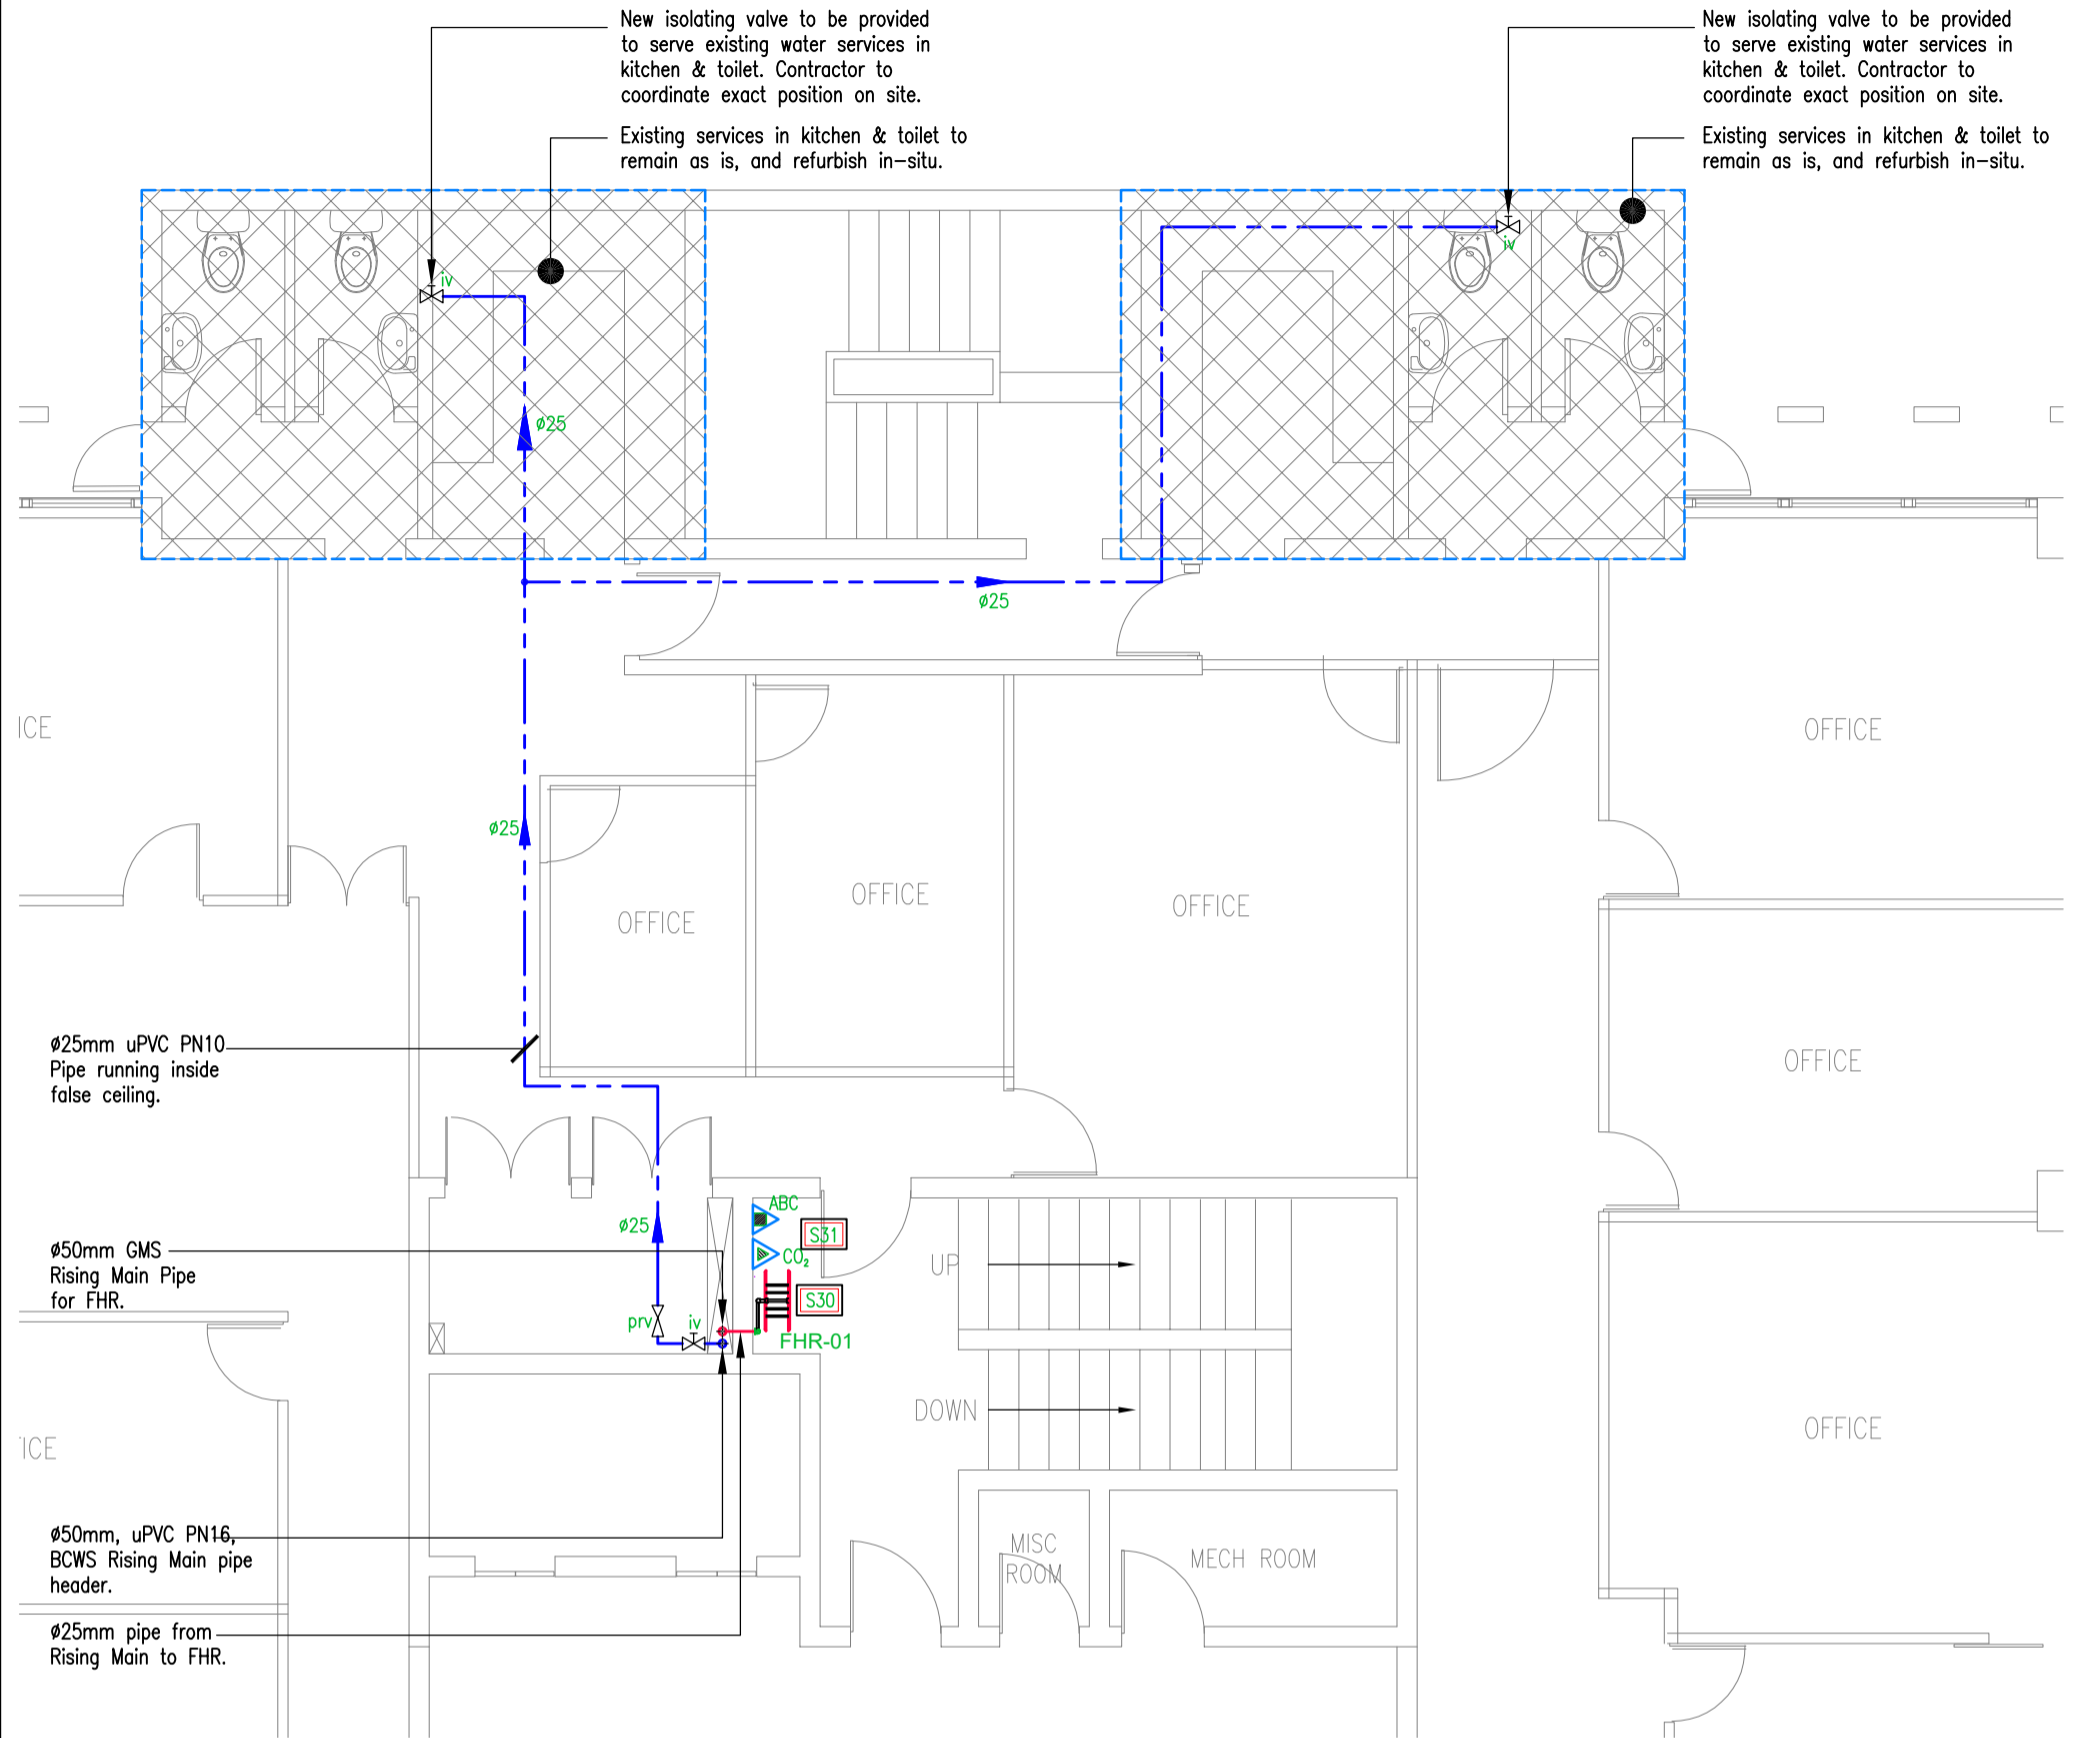 New isolating valve to be provided
to serve existing water services in
kitchen & toilet. Contractor to
coordinate exact position on site.
Existing services in kitchen & toilet to
remain as is, and refurbish in-situ.
New isolating valve to be provided
to serve existing water services in
kitchen & toilet. Contractor to
coordinate exact position on site.
Existing services in kitchen & toilet to
remain as is, and refurbish in-situ.
iv
iv
ø25
ø25
ICE
OFFICE
ø25
OFFICE
OFFICE
OFFICE
ø25mm uPVC PN10
Pipe running inside
false ceiling.
OFFICE
ABC
ø25
S31
ø50mm GMS
Rising Main Pipe
for FHR.
CO₂
UP
S30
prv
iv
FHR-01
DOWN
OFFICE
ICE
ø50mm, uPVC PN16,
BCWS Rising Main pipe
header.
MISC
ROOM
MECH ROOM
ø25mm pipe from
Rising Main to FHR.